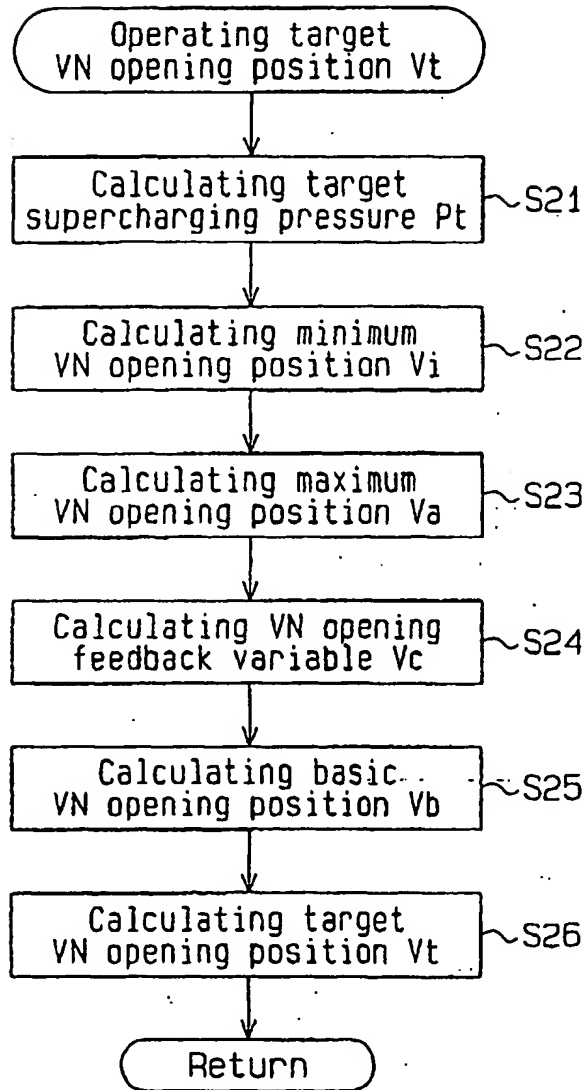 Operating target
VN opening position Vt
Calculating target
supercharging pressure Pt
S21
Calculating minimum
VN opening position Vi
S22
Calculating maximum
VN opening position Va
S23
Calculating VN opening
feedback variable Vc
S24
Calculating basic
VN opening position Vb
S25
Calculating target
VN opening position Vt
S26
Return